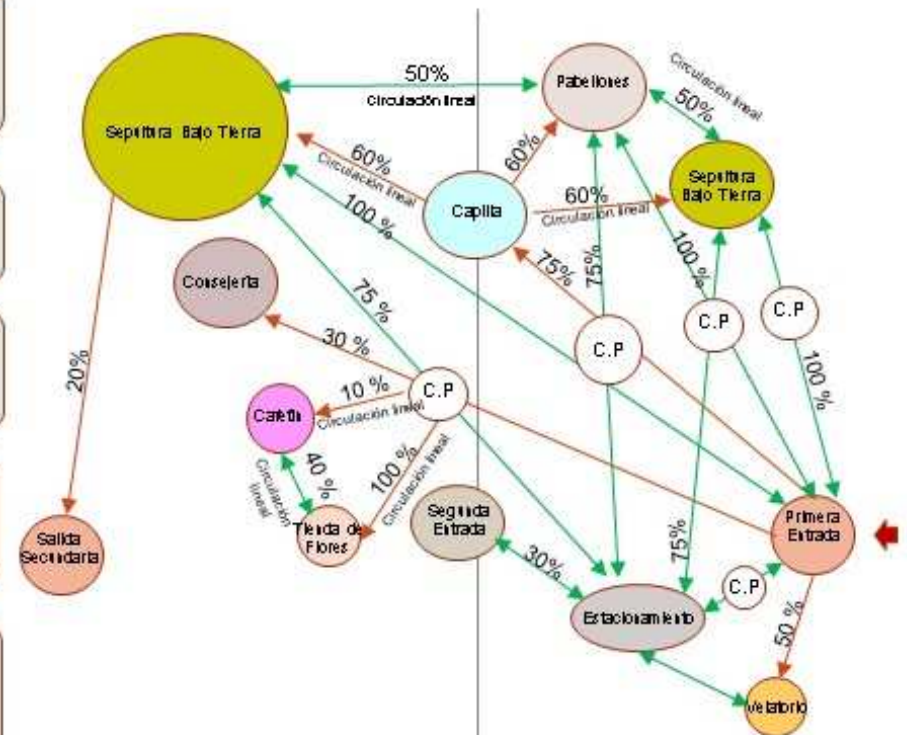 50%
Circulación lineal
Pabellones
Circulación lineal
50%
Sepultura Bajo Tierra
60%
Circulación lineal
60%
Sepultura
Bajo Tierra
60%
Circulación lineal
Capilla
100 %
75%
75%
100 %
Consejería
75 %
C.P
C.P
C.P
30 %
100 %
20%
10 %
Circulación lineal
C.P
Cafetín
40 %
Circulación
lineal
100 %
Circulación lineal
Segunda
Entrada
Tienda de
Flores
Primera
Entrada
Salida
Secundaria
30%
75%
C.P
Estacionamiento
50 %
Velatorio